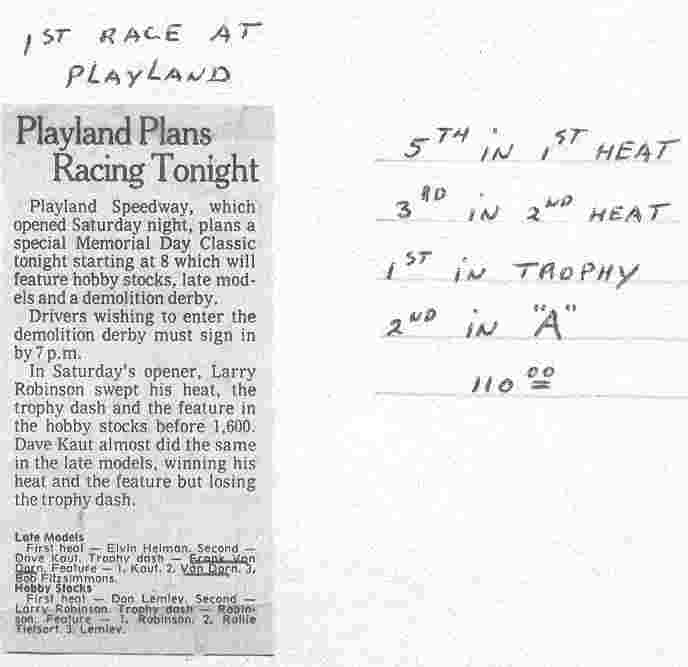 1ST RACE AT
PLAYLAND
Playland Plans
Racing Tonight
Playland Speedway, which
opened Saturday night, plans a
special Memorial Day Classic
tonight starting at 8 which will
feature hobby stocks, late mod-
els and a demolition derby.
Drivers wishing to enter the
demolition derby must sign in
by 7 p.m.
In Saturday's opener, Larry
Robinson swept his heat, the
trophy dash and the feature in
the hobby stocks before 1,600.
Dave Kaut almost did the same
in the late models, winning his
heat and the feature but losing
the trophy dash.
Late Models
First heat — Elvin Helman. Second —
Dave Kaut. Trophy dash — Frank Van
Dorn. Feature — 1. Kaut. 2. Van Dorn. 3.
Bob Fitzsimmons.
Hobby Stocks
First heat — Don Lemley. Second —
Larry Robinson. Trophy dash — Robin-
son. Feature — 1. Robinson. 2. Rollie
3. Lemley.
5TH iN 1ST HEAT
3RD iN 2ND HEAT
1ST iN TROPHY
2ND iN "A"
110 00